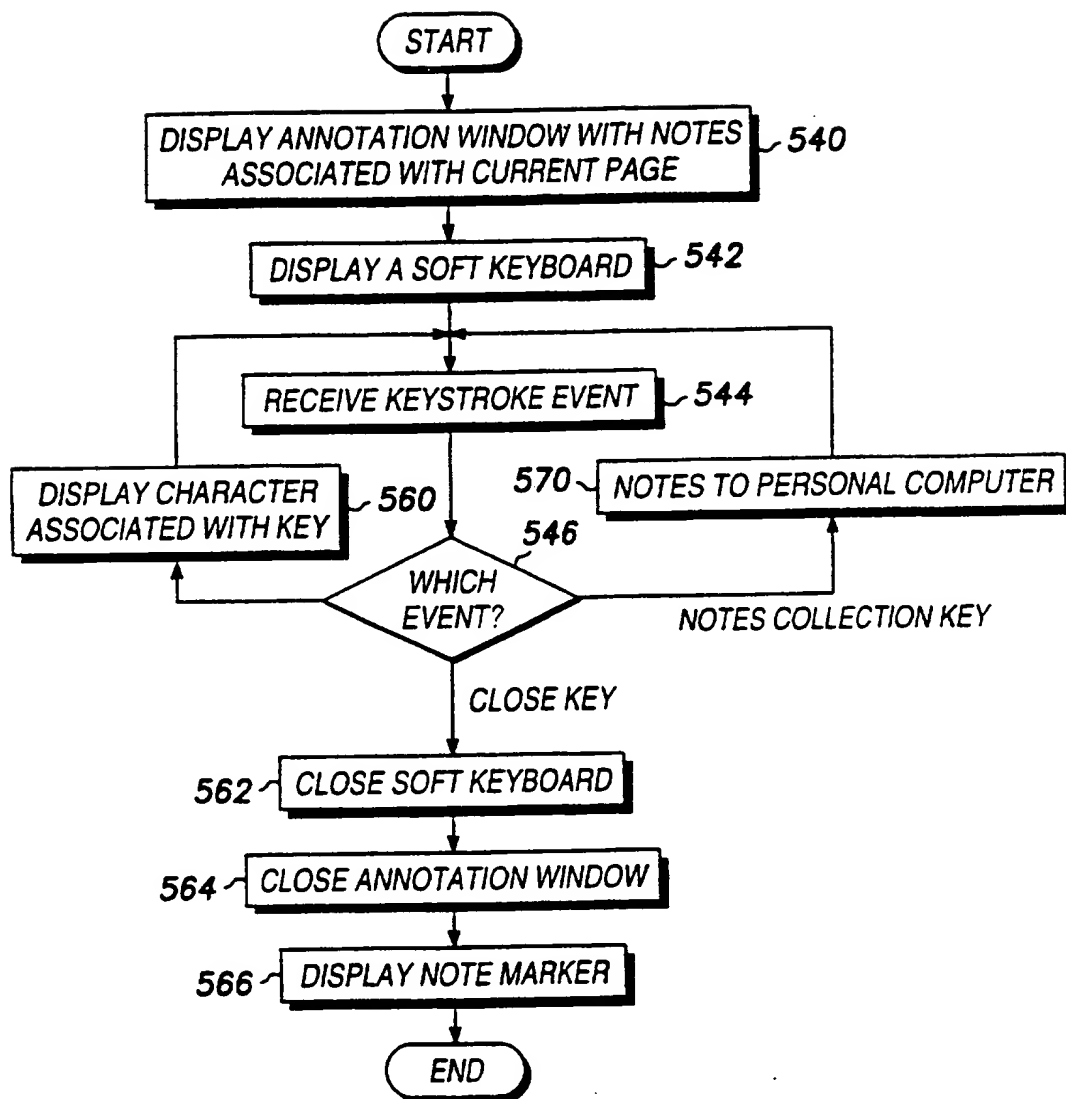 START
DISPLAY ANNOTATION WINDOW WITH NOTES
ASSOCIATED WITH CURRENT PAGE
540
DISPLAY A SOFT KEYBOARD
542
RECEIVE KEYSTROKE EVENT
544
DISPLAY CHARACTER
ASSOCIATED WITH KEY
560
570
NOTES TO PERSONAL COMPUTER
546
WHICH
EVENT?
NOTES COLLECTION KEY
CLOSE KEY
562
CLOSE SOFT KEYBOARD
564
CLOSE ANNOTATION WINDOW
566
DISPLAY NOTE MARKER
END